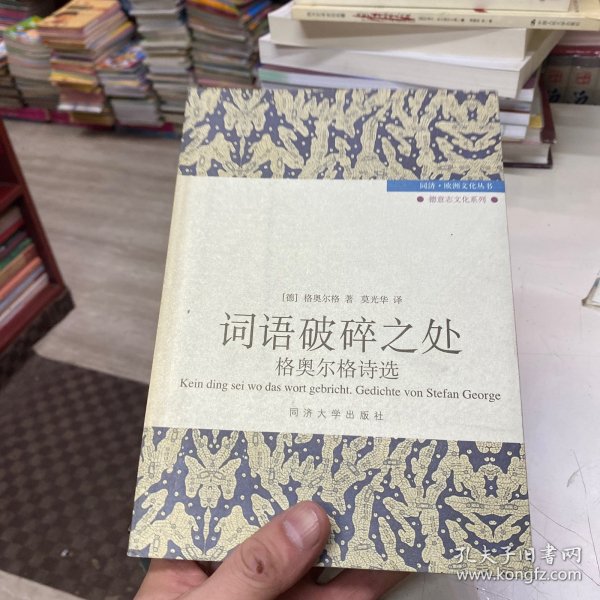 同济·欧洲文化丛书
● 德意志文化系列 ●
[德] 格奥尔格 著 莫光华 译
词语破碎之处
格奥尔格诗选
Kein ding sei wo das wort gebricht. Gedichte von Stefan George
同济大学出版社
孔夫子旧书网
www.kongfz.com